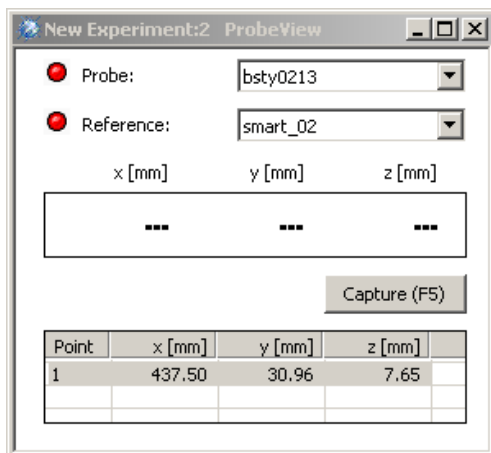 New Experiment:2 ProbeView
Probe: bsty0213
Reference: smart_02
x [mm] y [mm] z [mm]
--- --- ---
Capture (F5)
Point x [mm] y [mm] z [mm]
1 437.50 30.96 7.65